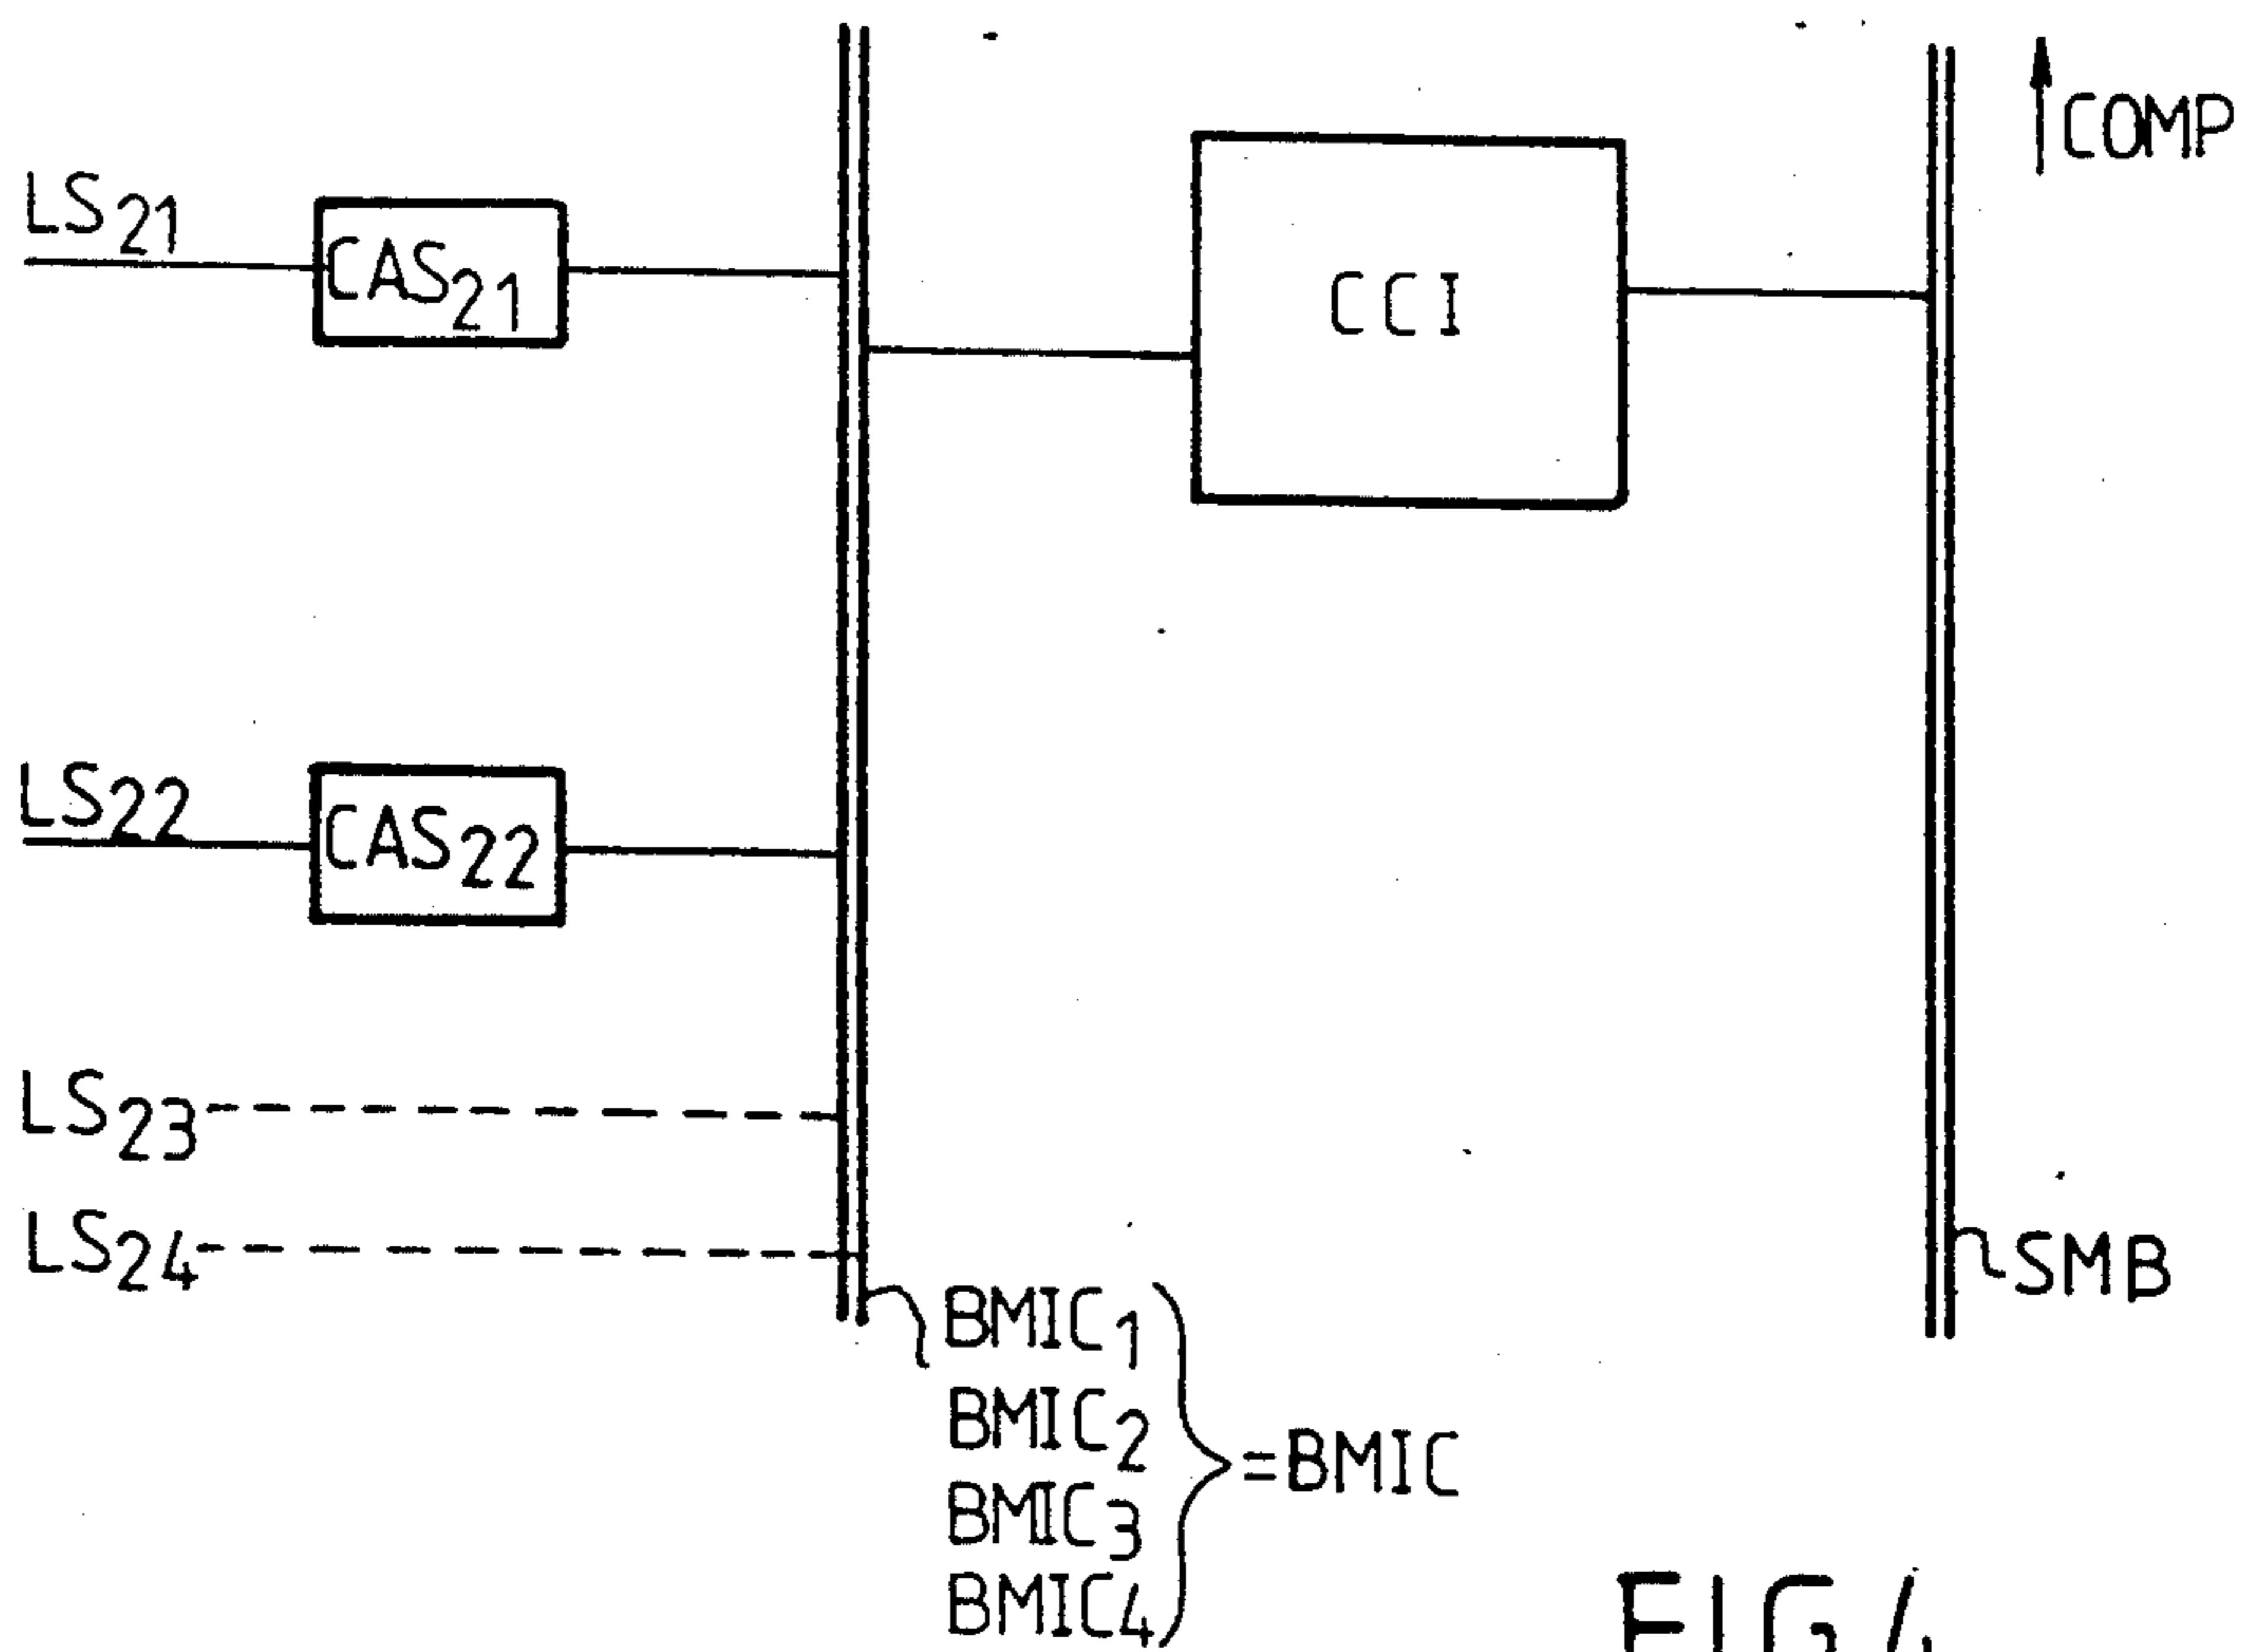 COMP
LS21
CAS21
CCI
LS22
CAS22
LS23
LS24
SMB
BMIC1
BMIC2
BMIC3
BMIC4
=BMIC
FIG4